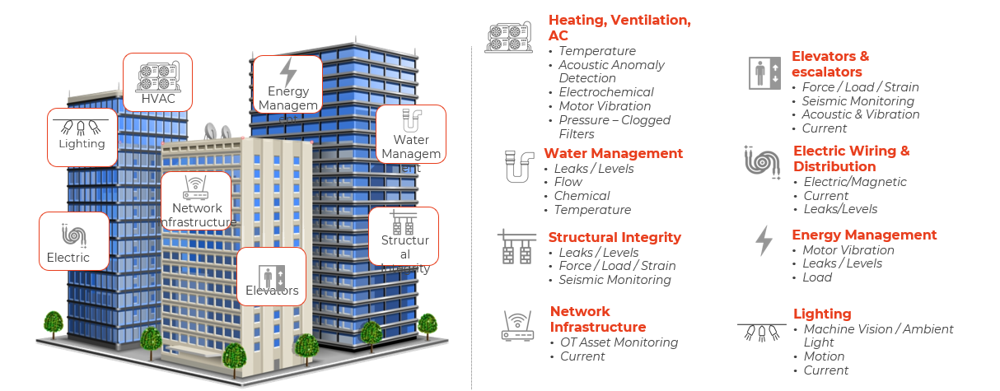 HVAC
Energy
Managem
ent
Lighting
Water
Managem
ent
Network
Infrastructure
Electric
Structur
al
Integrity
Elevators
Heating, Ventilation,
AC
• Temperature
• Acoustic Anomaly
Detection
• Electrochemical
• Motor Vibration
• Pressure – Clogged
Filters
Water Management
• Leaks / Levels
• Flow
• Chemical
• Temperature
Structural Integrity
• Leaks / Levels
• Force / Load / Strain
• Seismic Monitoring
Network
Infrastructure
• OT Asset Monitoring
• Current
Elevators &
escalators
• Force / Load / Strain
• Seismic Monitoring
• Acoustic & Vibration
• Current
Electric Wiring &
Distribution
• Electric/Magnetic
• Current
• Leaks/Levels
Energy Management
• Motor Vibration
• Leaks / Levels
• Load
Lighting
• Machine Vision / Ambient
Light
• Motion
• Current